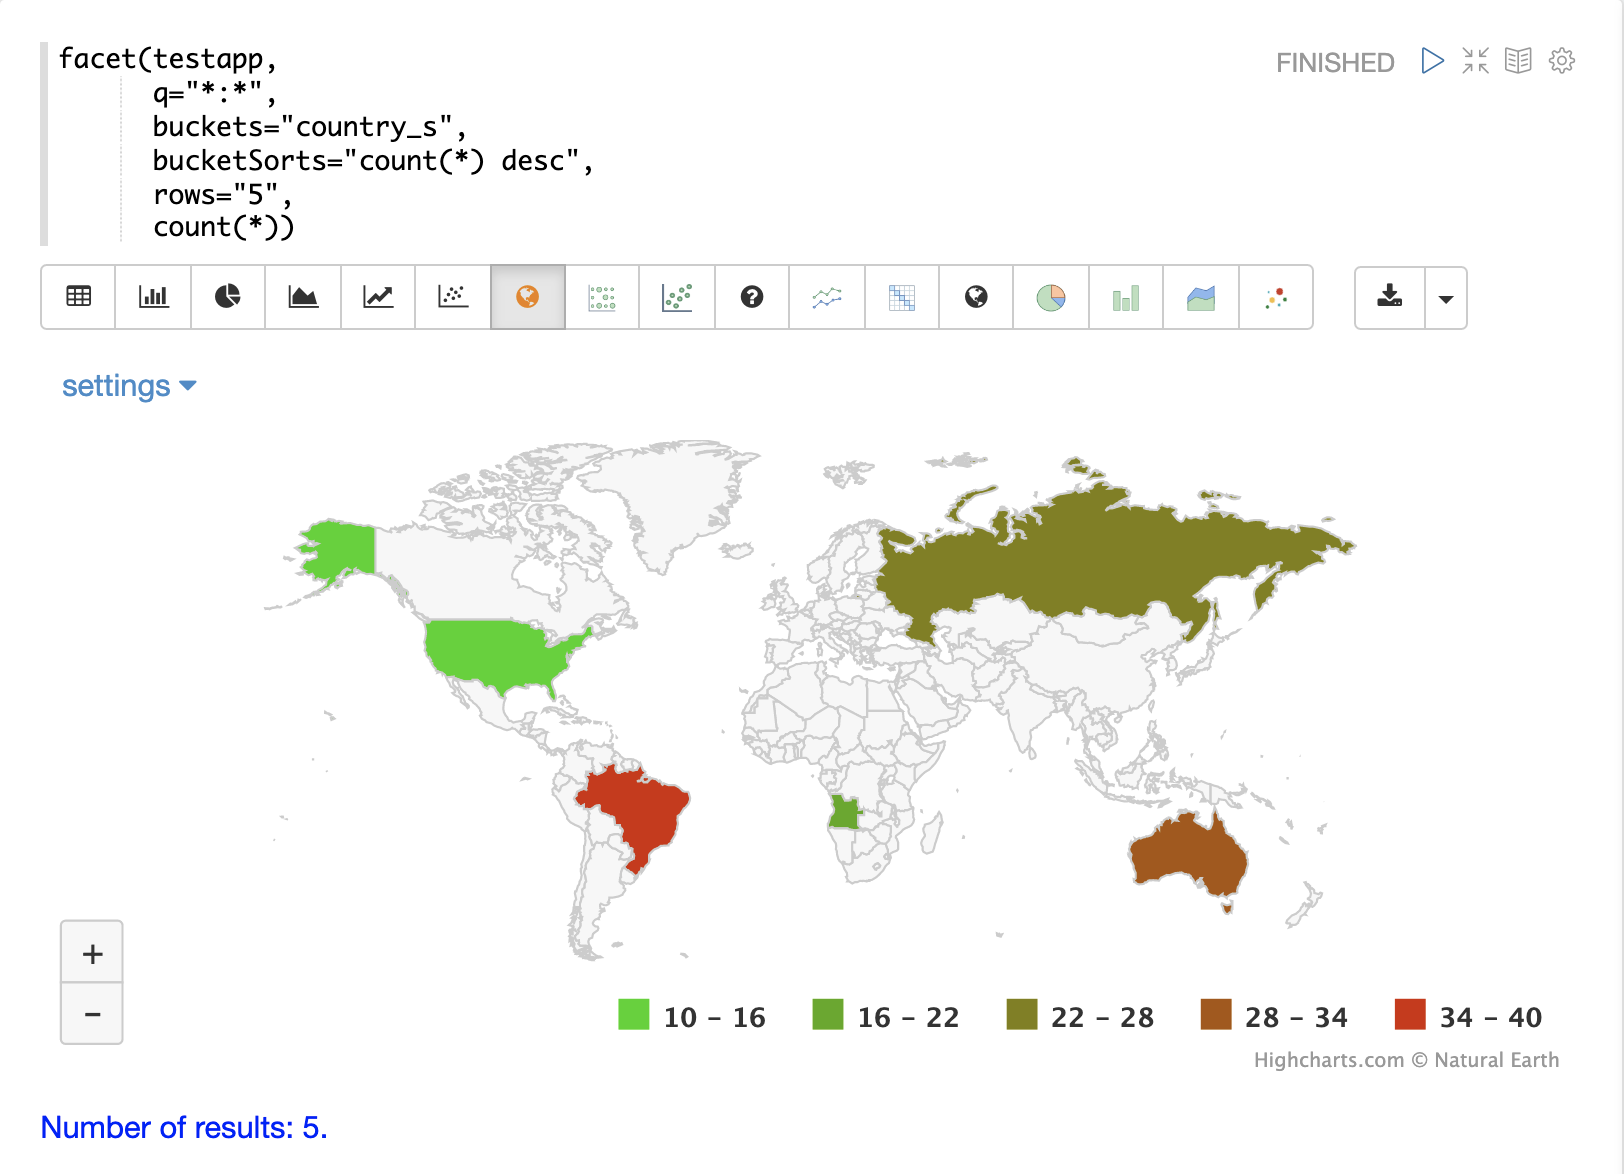 facet(testapp,
q="*:*",
buckets="country_s",
bucketSorts="count(*) desc",
rows="5",
count(*))
FINISHED
settings
+
−
10 – 16
16 – 22
22 – 28
28 – 34
34 – 40
Highcharts.com © Natural Earth
Number of results: 5.